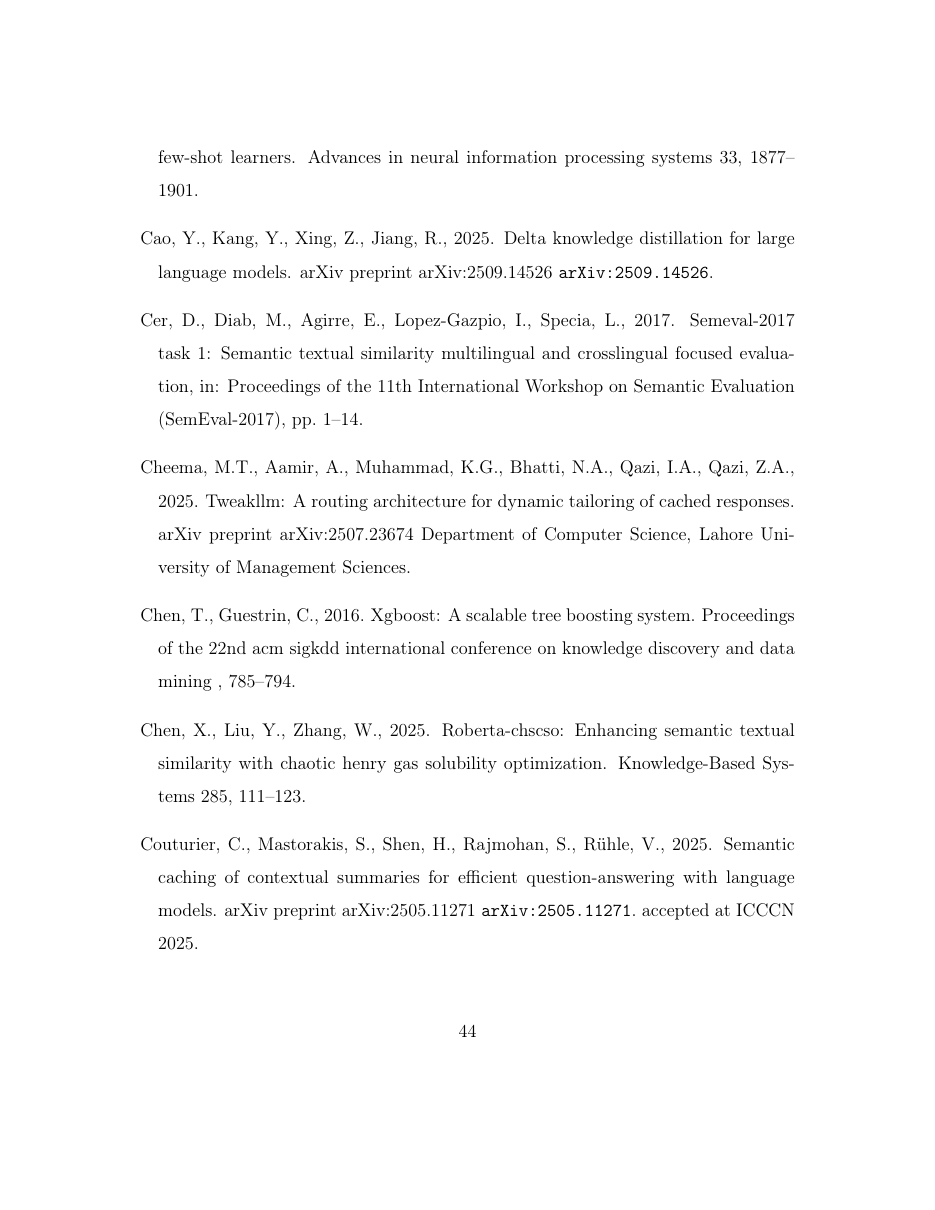 few-shot learners. Advances in neural information processing systems 33, 1877–
1901.
Cao, Y., Kang, Y., Xing, Z., Jiang, R., 2025. Delta knowledge distillation for large
language models. arXiv preprint arXiv:2509.14526 arXiv:2509.14526.
Cer, D., Diab, M., Agirre, E., Lopez-Gazpio, I., Specia, L., 2017. Semeval-2017
task 1: Semantic textual similarity multilingual and crosslingual focused evalua-
tion, in: Proceedings of the 11th International Workshop on Semantic Evaluation
(SemEval-2017), pp. 1–14.
Cheema, M.T., Aamir, A., Muhammad, K.G., Bhatti, N.A., Qazi, I.A., Qazi, Z.A.,
2025. Tweakllm: A routing architecture for dynamic tailoring of cached responses.
arXiv preprint arXiv:2507.23674 Department of Computer Science, Lahore Uni-
versity of Management Sciences.
Chen, T., Guestrin, C., 2016. Xgboost: A scalable tree boosting system. Proceedings
of the 22nd acm sigkdd international conference on knowledge discovery and data
mining , 785–794.
Chen, X., Liu, Y., Zhang, W., 2025. Roberta-chscso: Enhancing semantic textual
similarity with chaotic henry gas solubility optimization. Knowledge-Based Sys-
tems 285, 111–123.
Couturier, C., Mastorakis, S., Shen, H., Rajmohan, S., Rühle, V., 2025. Semantic
caching of contextual summaries for efficient question-answering with language
models. arXiv preprint arXiv:2505.11271 arXiv:2505.11271. accepted at ICCCN
2025.
44